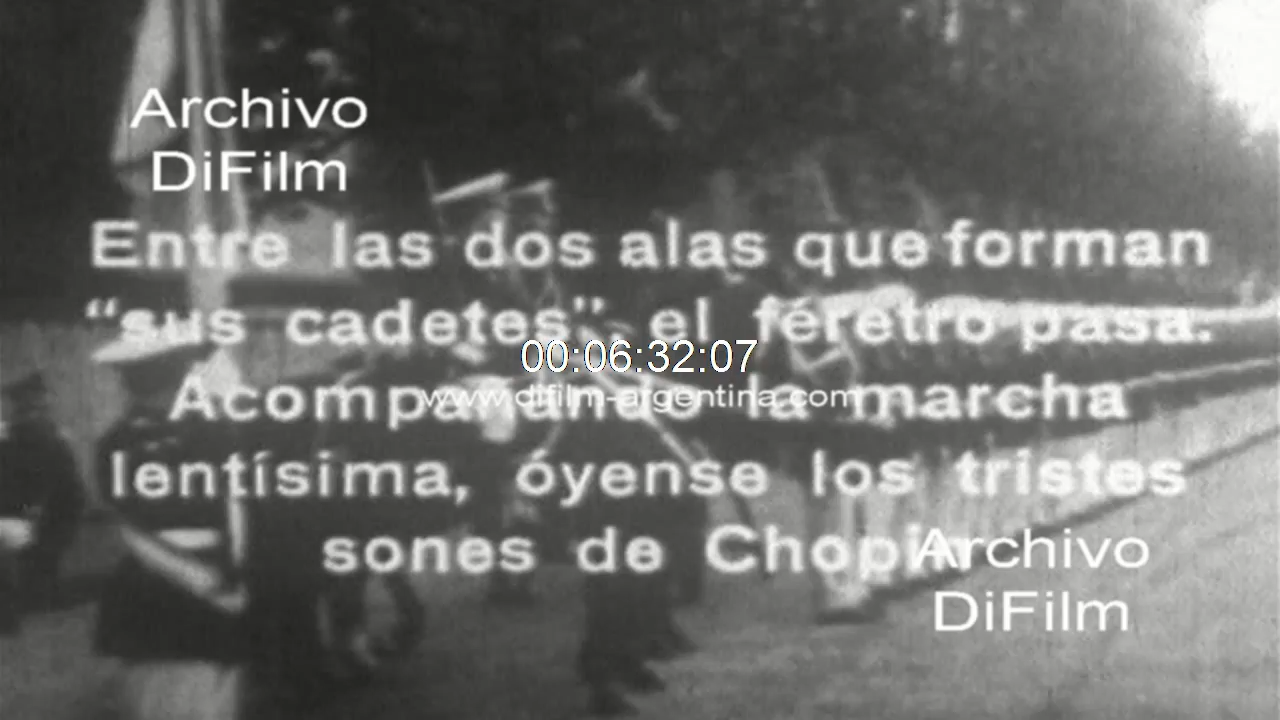 Archivo
DiFilm
Entre las dos alas que forman
“sus cadetes” el féretro pasa.
00:06:32:07
Acompañando la marcha
www.difilm-argentina.com
lentísima, óyense los tristes
sones de Chopin
Archivo
DiFilm